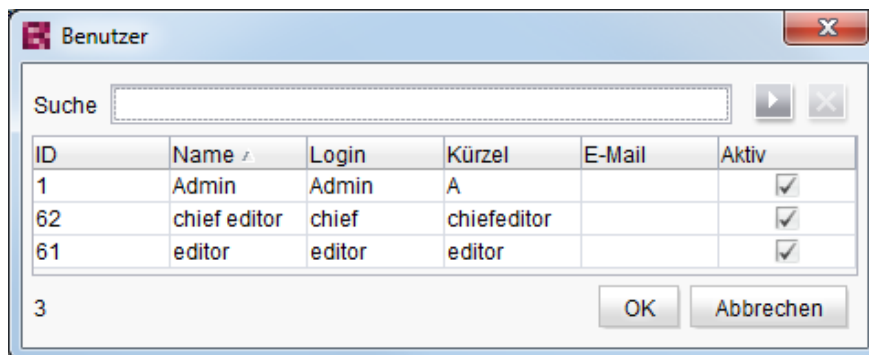 Benutzer
Suche
ID Name Login Kürzel E-Mail Aktiv
1 Admin Admin A
62 chief editor chief chiefeditor
61 editor editor editor
3 OK Abbrechen